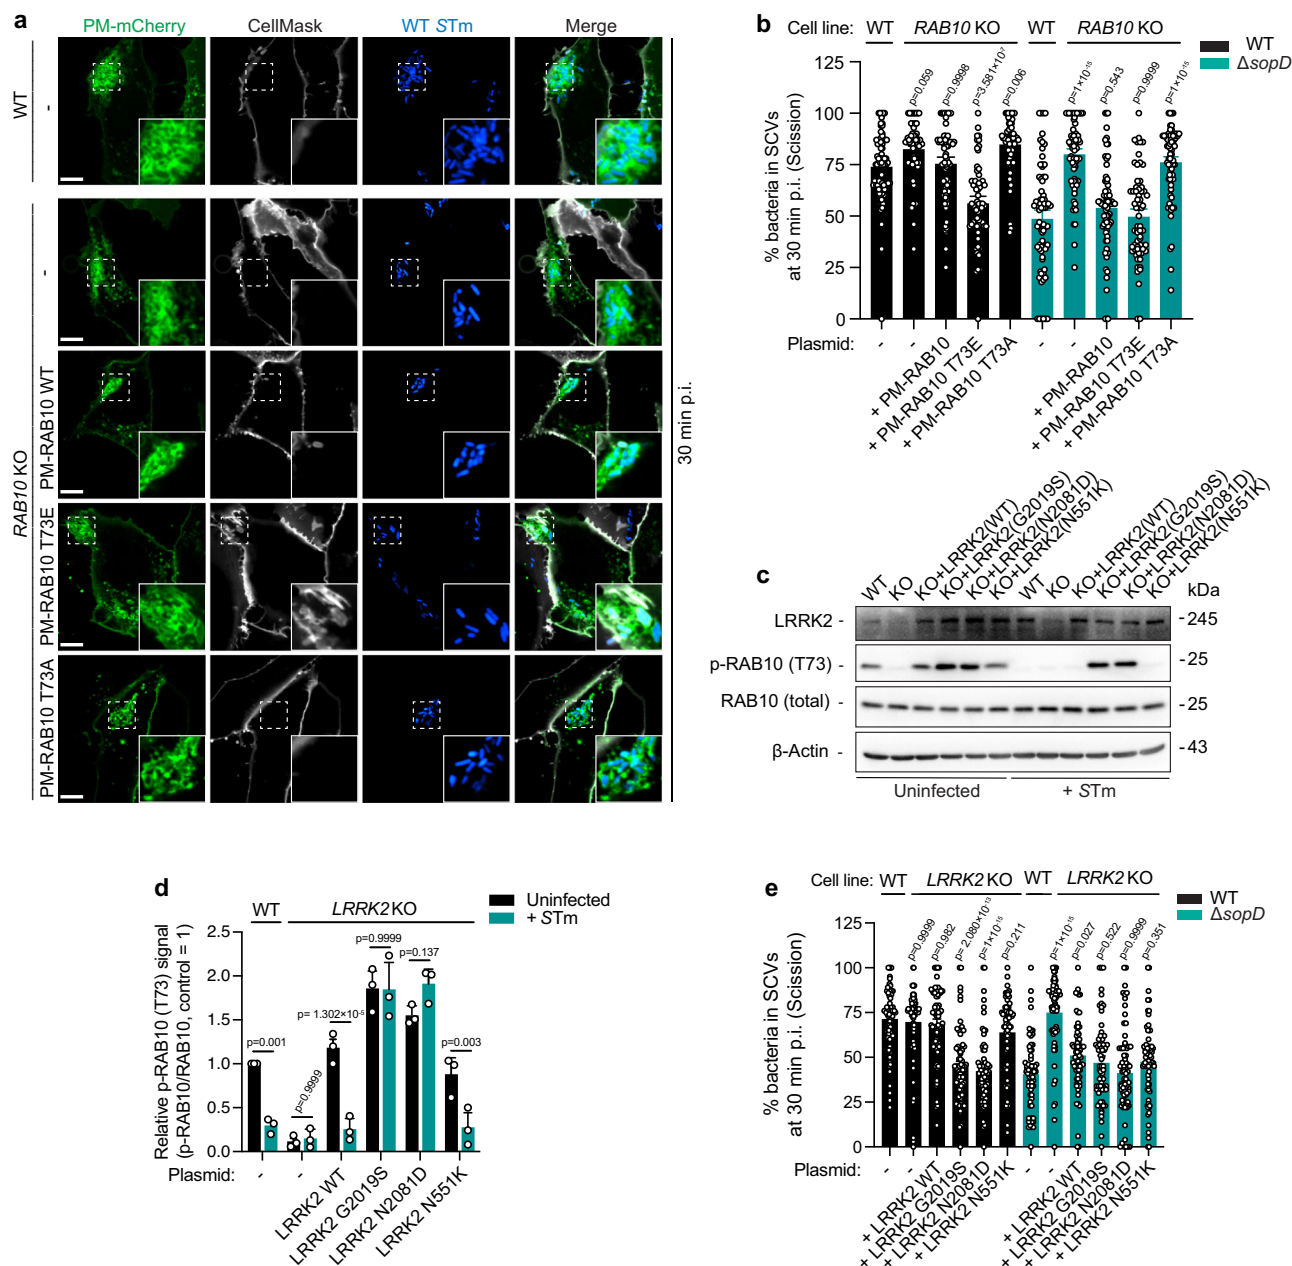 a
PM-mCherry CellMask WT STm Merge
WT
-
RAB10 KO
-
PM-RAB10 WT
PM-RAB10 T73E
PM-RAB10 T73A
30 min p.i.
b
Cell line: WT RAB10 KO WT RAB10 KO
WT
ΔsopD
% bacteria in SCVs
at 30 min p.i. (Scission)
125
100
75
50
25
0
p=0.059
p=0.9998
p=3.581×10⁻⁷
p=0.006
p=1×10⁻¹⁵
p=0.543
p=0.9999
p=1×10⁻¹⁵
Plasmid:
-
-
+ PM-RAB10
+ PM-RAB10 T73E
+ PM-RAB10 T73A
-
-
+ PM-RAB10
+ PM-RAB10 T73E
+ PM-RAB10 T73A
c
WT
KO
KO+LRRK2(WT)
KO+LRRK2(G2019S)
KO+LRRK2(N2081D)
KO+LRRK2(N551K)
WT
KO
KO+LRRK2(WT)
KO+LRRK2(G2019S)
KO+LRRK2(N2081D)
KO+LRRK2(N551K)
kDa
LRRK2 - -245
p-RAB10 (T73) - -25
RAB10 (total) - -25
β-Actin - -43
Uninfected + STm
d
WT LRRK2 KO
Uninfected
+ STm
Relative p-RAB10 (T73) signal
(p-RAB10/RAB10, control = 1)
2.5
2.0
1.5
1.0
0.5
0.0
p=0.001
p=0.9999
p= 1.302×10⁻⁵
p=0.9999
p=0.137
p=0.003
Plasmid:
-
-
LRRK2 WT
LRRK2 G2019S
LRRK2 N2081D
LRRK2 N551K
e
Cell line: WT LRRK2 KO WT LRRK2 KO
WT
ΔsopD
% bacteria in SCVs
at 30 min p.i. (Scission)
125
100
75
50
25
0
p=0.9999
p=0.982
p= 2.080×10⁻¹³
p=1×10⁻¹⁵
p=0.211
p=1×10⁻¹⁵
p=0.027
p=0.522
p=0.9999
p=0.351
Plasmid:
-
-
+ LRRK2 WT
+ LRRK2 G2019S
+ LRRK2 N2081D
+ LRRK2 N551K
-
-
+ LRRK2 WT
+ LRRK2 G2019S
+ LRRK2 N2081D
+ LRRK2 N551K